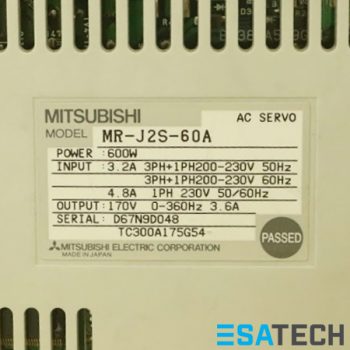 MITSUBISHI
AC SERVO
MODEL MR-J2S-60A
POWER : 600W
INPUT : 3.2A 3PH+1PH200-230V 50Hz
3PH+1PH200-230V 60Hz
4.8A 1PH 230V 50/60Hz
OUTPUT: 170V 0-360Hz 3.6A
SERIAL: D67N9D048
TC300A175G54
PASSED
MITSUBISHI ELECTRIC CORPORATION
MADE IN JAPAN
ESATECH